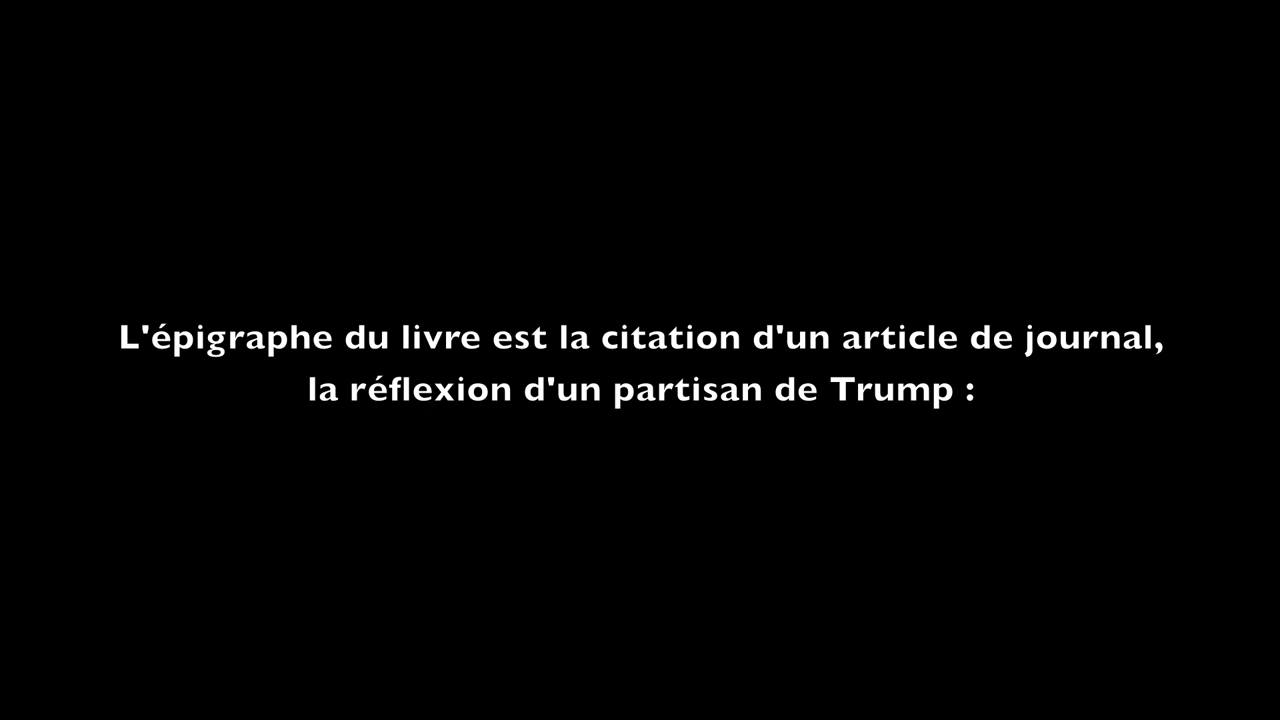 L'épigraphe du livre est la citation d'un article de journal,
la réflexion d'un partisan de Trump :